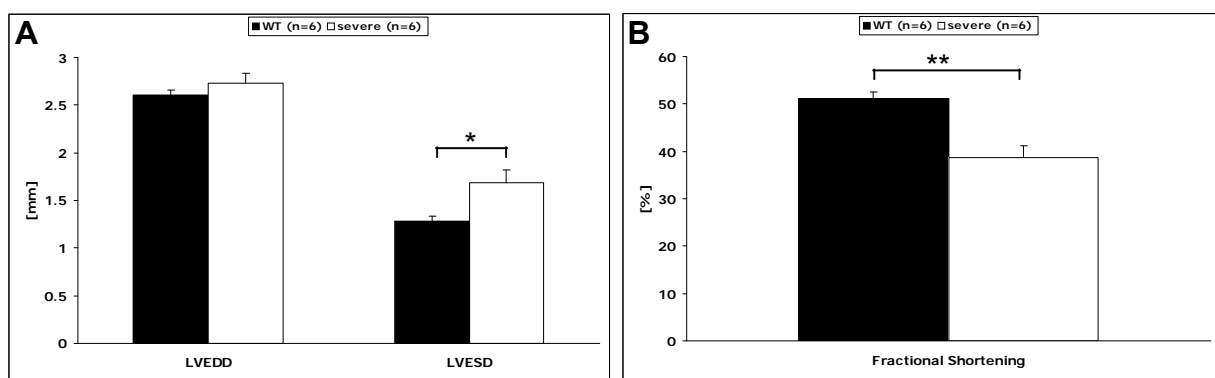 A
WT (n=6) severe (n=6)
3
2.5
2
1.5
1
0.5
0
[mm]
*
LVEDD LVESD
B
WT (n=6) severe (n=6)
60
50
40
30
20
10
0
[%]
**
Fractional Shortening